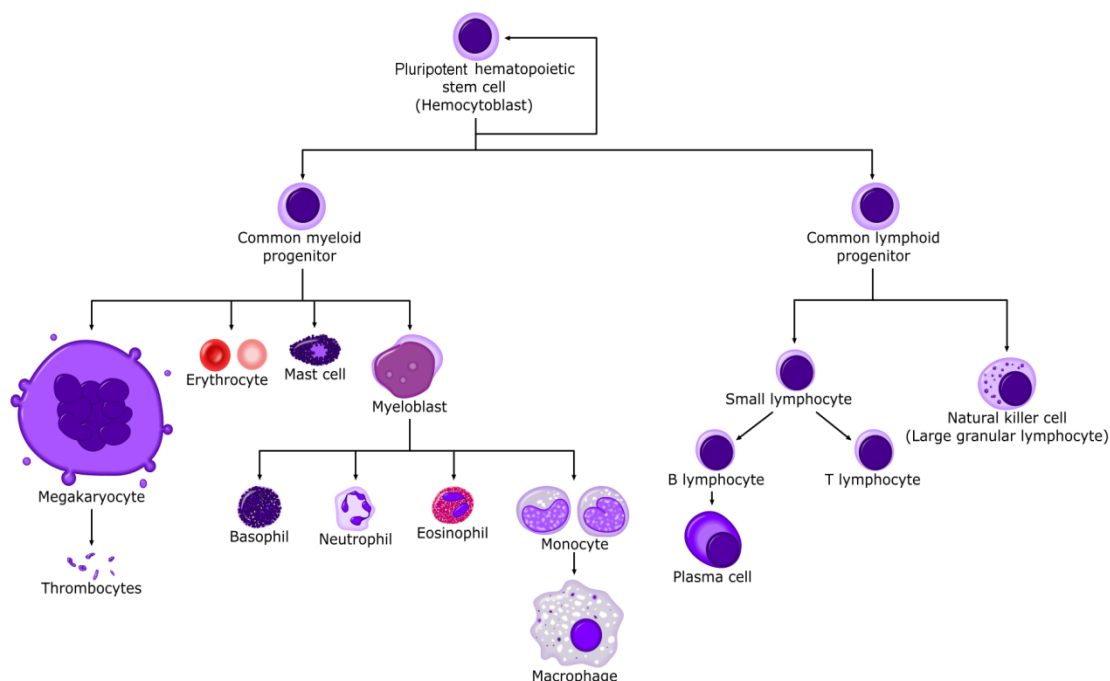 Pluripotent hematopoietic
stem cell
(Hemocytoblast)
Common myeloid
progenitor
Common lymphoid
progenitor
Megakaryocyte
Erythrocyte
Mast cell
Myeloblast
Small lymphocyte
Natural killer cell
(Large granular lymphocyte)
Thrombocytes
Basophil
Neutrophil
Eosinophil
Monocyte
B lymphocyte
T lymphocyte
Macrophage
Plasma cell